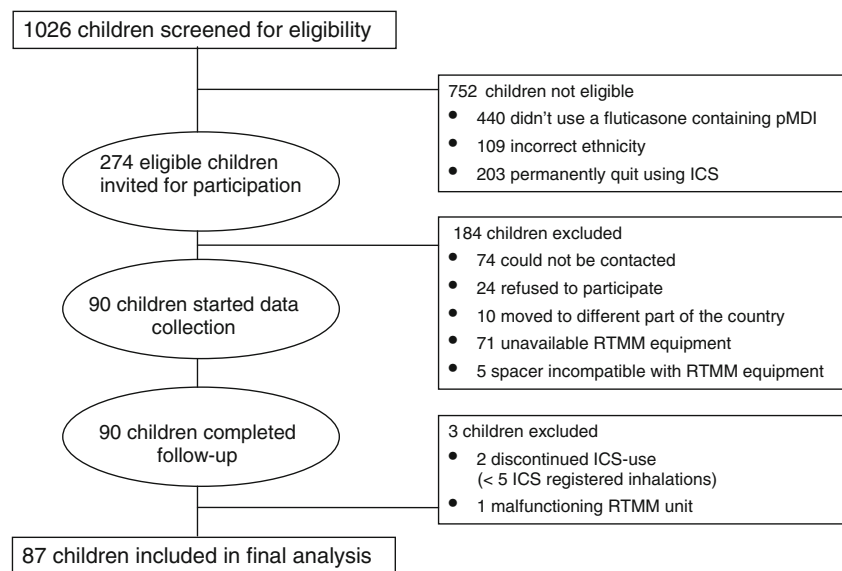 1026 children screened for eligibility
752 children not eligible
• 440 didn't use a fluticasone containing pMDI
• 109 incorrect ethnicity
• 203 permanently quit using ICS
274 eligible children
invited for participation
184 children excluded
• 74 could not be contacted
• 24 refused to participate
• 10 moved to different part of the country
• 71 unavailable RTMM equipment
• 5 spacer incompatible with RTMM equipment
90 children started data
collection
90 children completed
follow-up
3 children excluded
• 2 discontinued ICS-use
(< 5 ICS registered inhalations)
• 1 malfunctioning RTMM unit
87 children included in final analysis